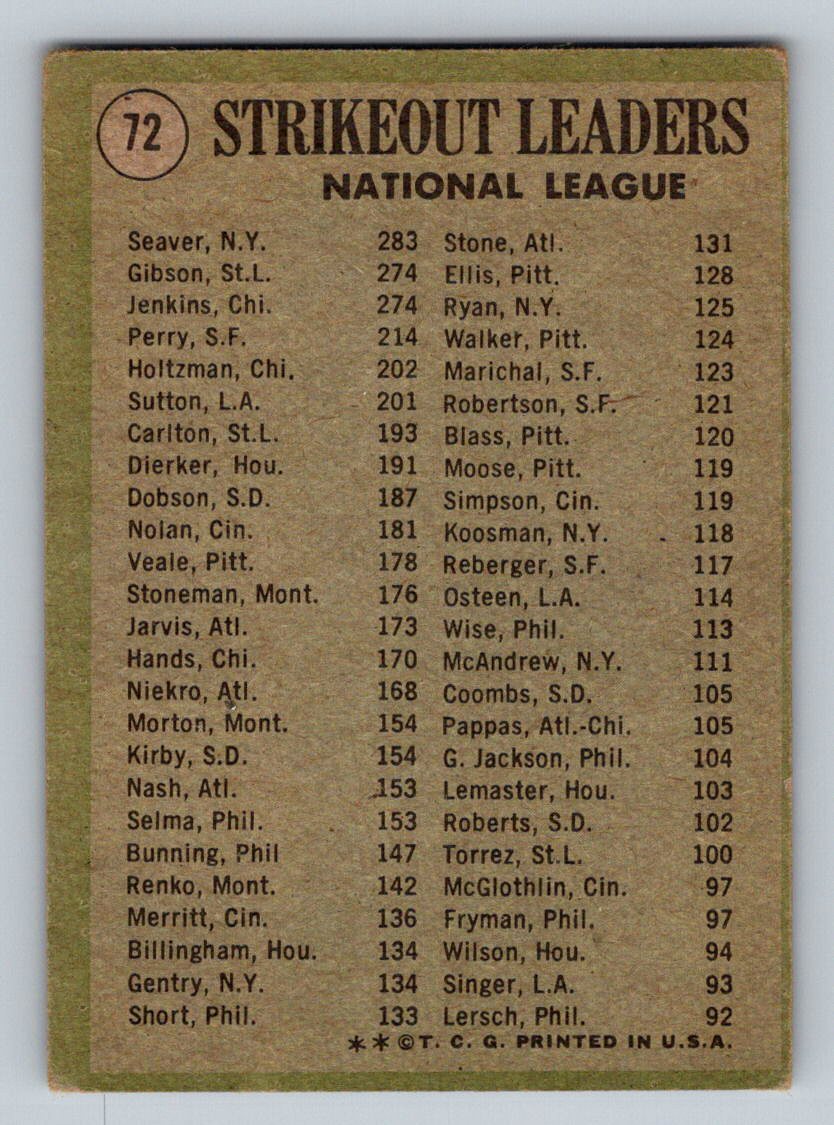 72
STRIKEOUT LEADERS
NATIONAL LEAGUE
Seaver, N.Y. 283
Gibson, St.L. 274
Jenkins, Chi. 274
Perry, S.F. 214
Holtzman, Chi. 202
Sutton, L.A. 201
Carlton, St.L. 193
Dierker, Hou. 191
Dobson, S.D. 187
Nolan, Cin. 181
Veale, Pitt. 178
Stoneman, Mont. 176
Jarvis, Atl. 173
Hands, Chi. 170
Niekro, Atl. 168
Morton, Mont. 154
Kirby, S.D. 154
Nash, Atl. 153
Selma, Phil. 153
Bunning, Phil 147
Renko, Mont. 142
Merritt, Cin. 136
Billingham, Hou. 134
Gentry, N.Y. 134
Short, Phil. 133
Stone, Atl. 131
Ellis, Pitt. 128
Ryan, N.Y. 125
Walker, Pitt. 124
Marichal, S.F. 123
Robertson, S.F. 121
Blass, Pitt. 120
Moose, Pitt. 119
Simpson, Cin. 119
Koosman, N.Y. 118
Reberger, S.F. 117
Osteen, L.A. 114
Wise, Phil. 113
McAndrew, N.Y. 111
Coombs, S.D. 105
Pappas, Atl.-Chi. 105
G. Jackson, Phil. 104
Lemaster, Hou. 103
Roberts, S.D. 102
Torrez, St.L. 100
McGlothlin, Cin. 97
Fryman, Phil. 97
Wilson, Hou. 94
Singer, L.A. 93
Lersch, Phil. 92
**©T. C. G. PRINTED IN U.S.A.